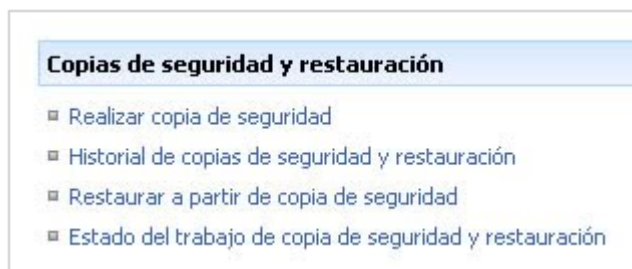 Copias de seguridad y restauración
Realizar copia de seguridad
Historial de copias de seguridad y restauración
Restaurar a partir de copia de seguridad
Estado del trabajo de copia de seguridad y restauración